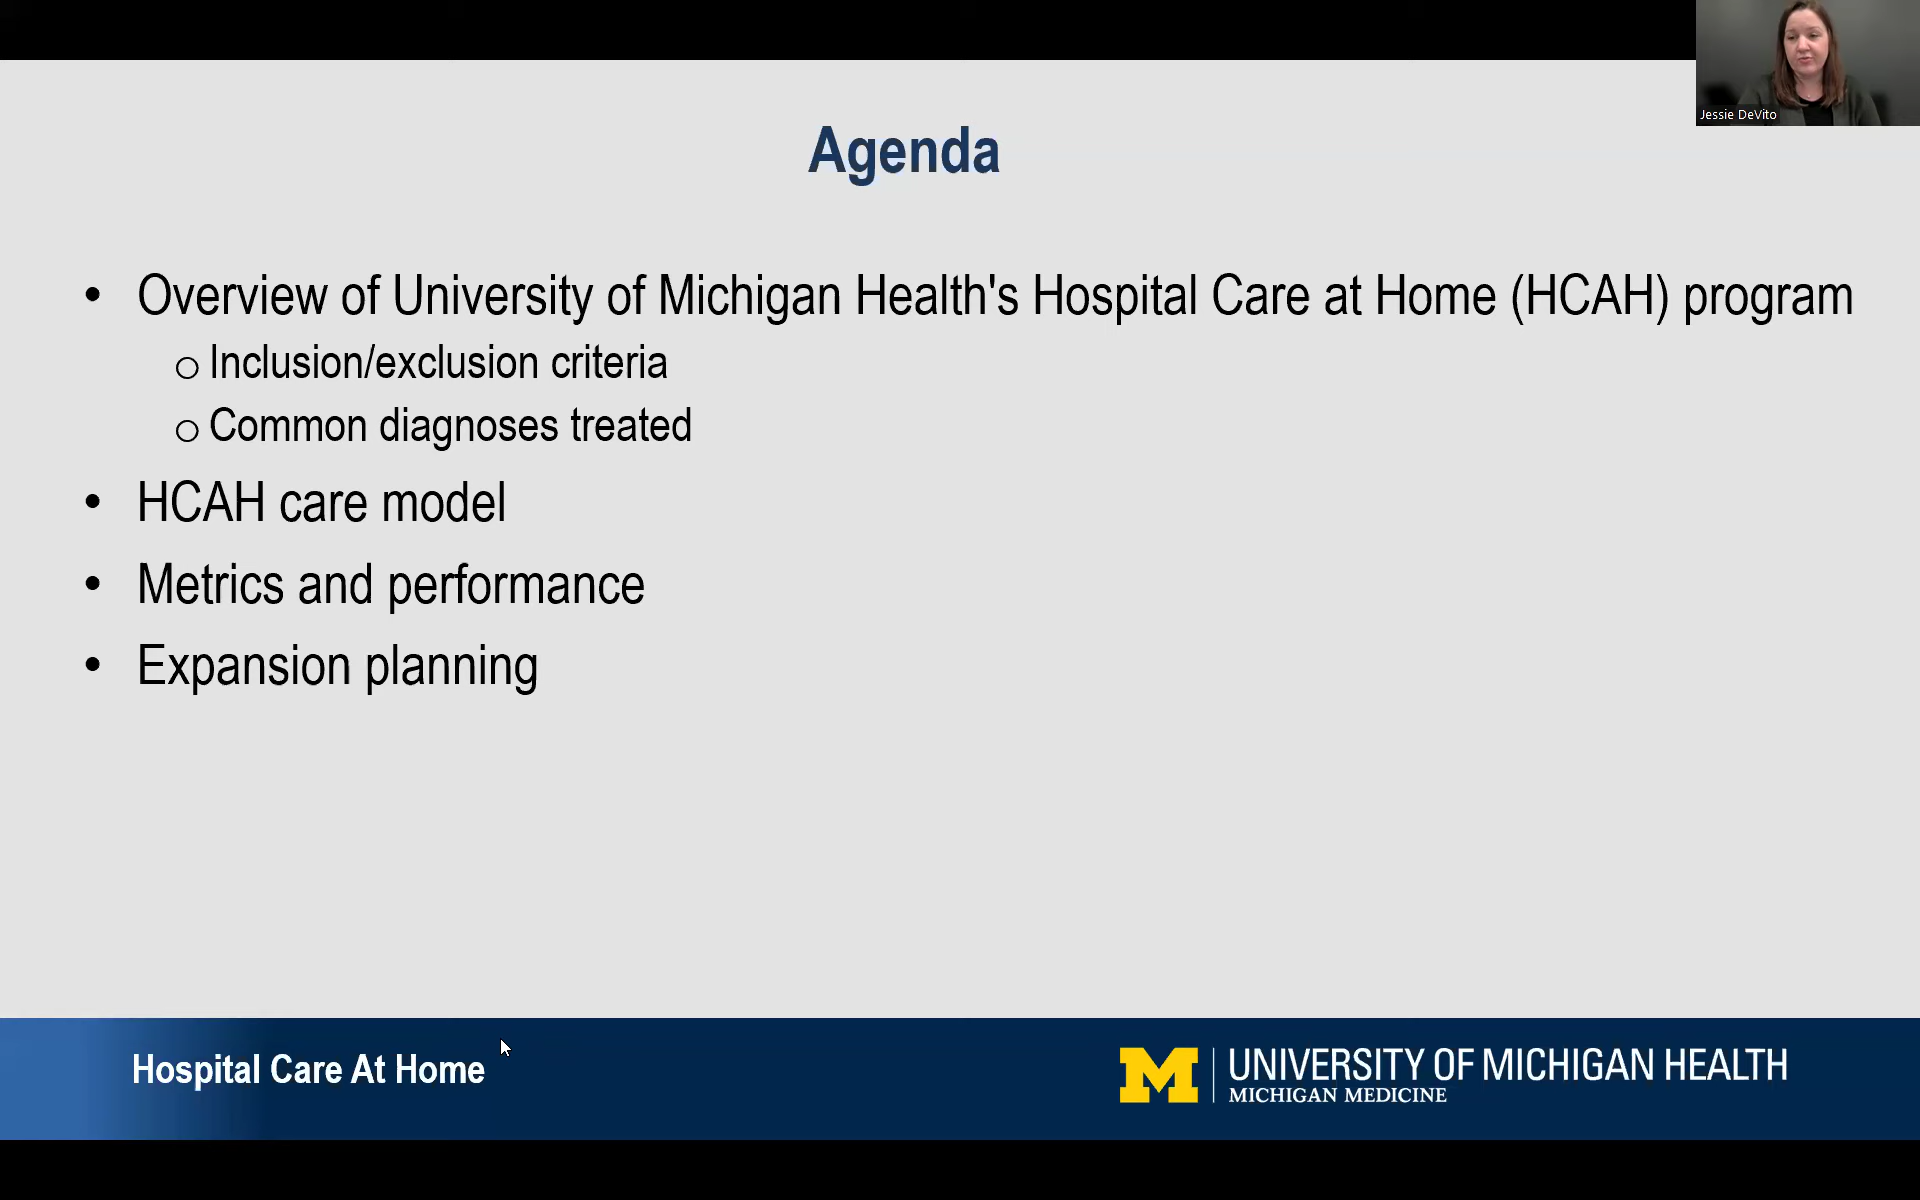 Jessie DeVito
Agenda
• Overview of University of Michigan Health's Hospital Care at Home (HCAH) program
o Inclusion/exclusion criteria
o Common diagnoses treated
• HCAH care model
• Metrics and performance
• Expansion planning
Hospital Care At Home
M UNIVERSITY OF MICHIGAN HEALTH
MICHIGAN MEDICINE